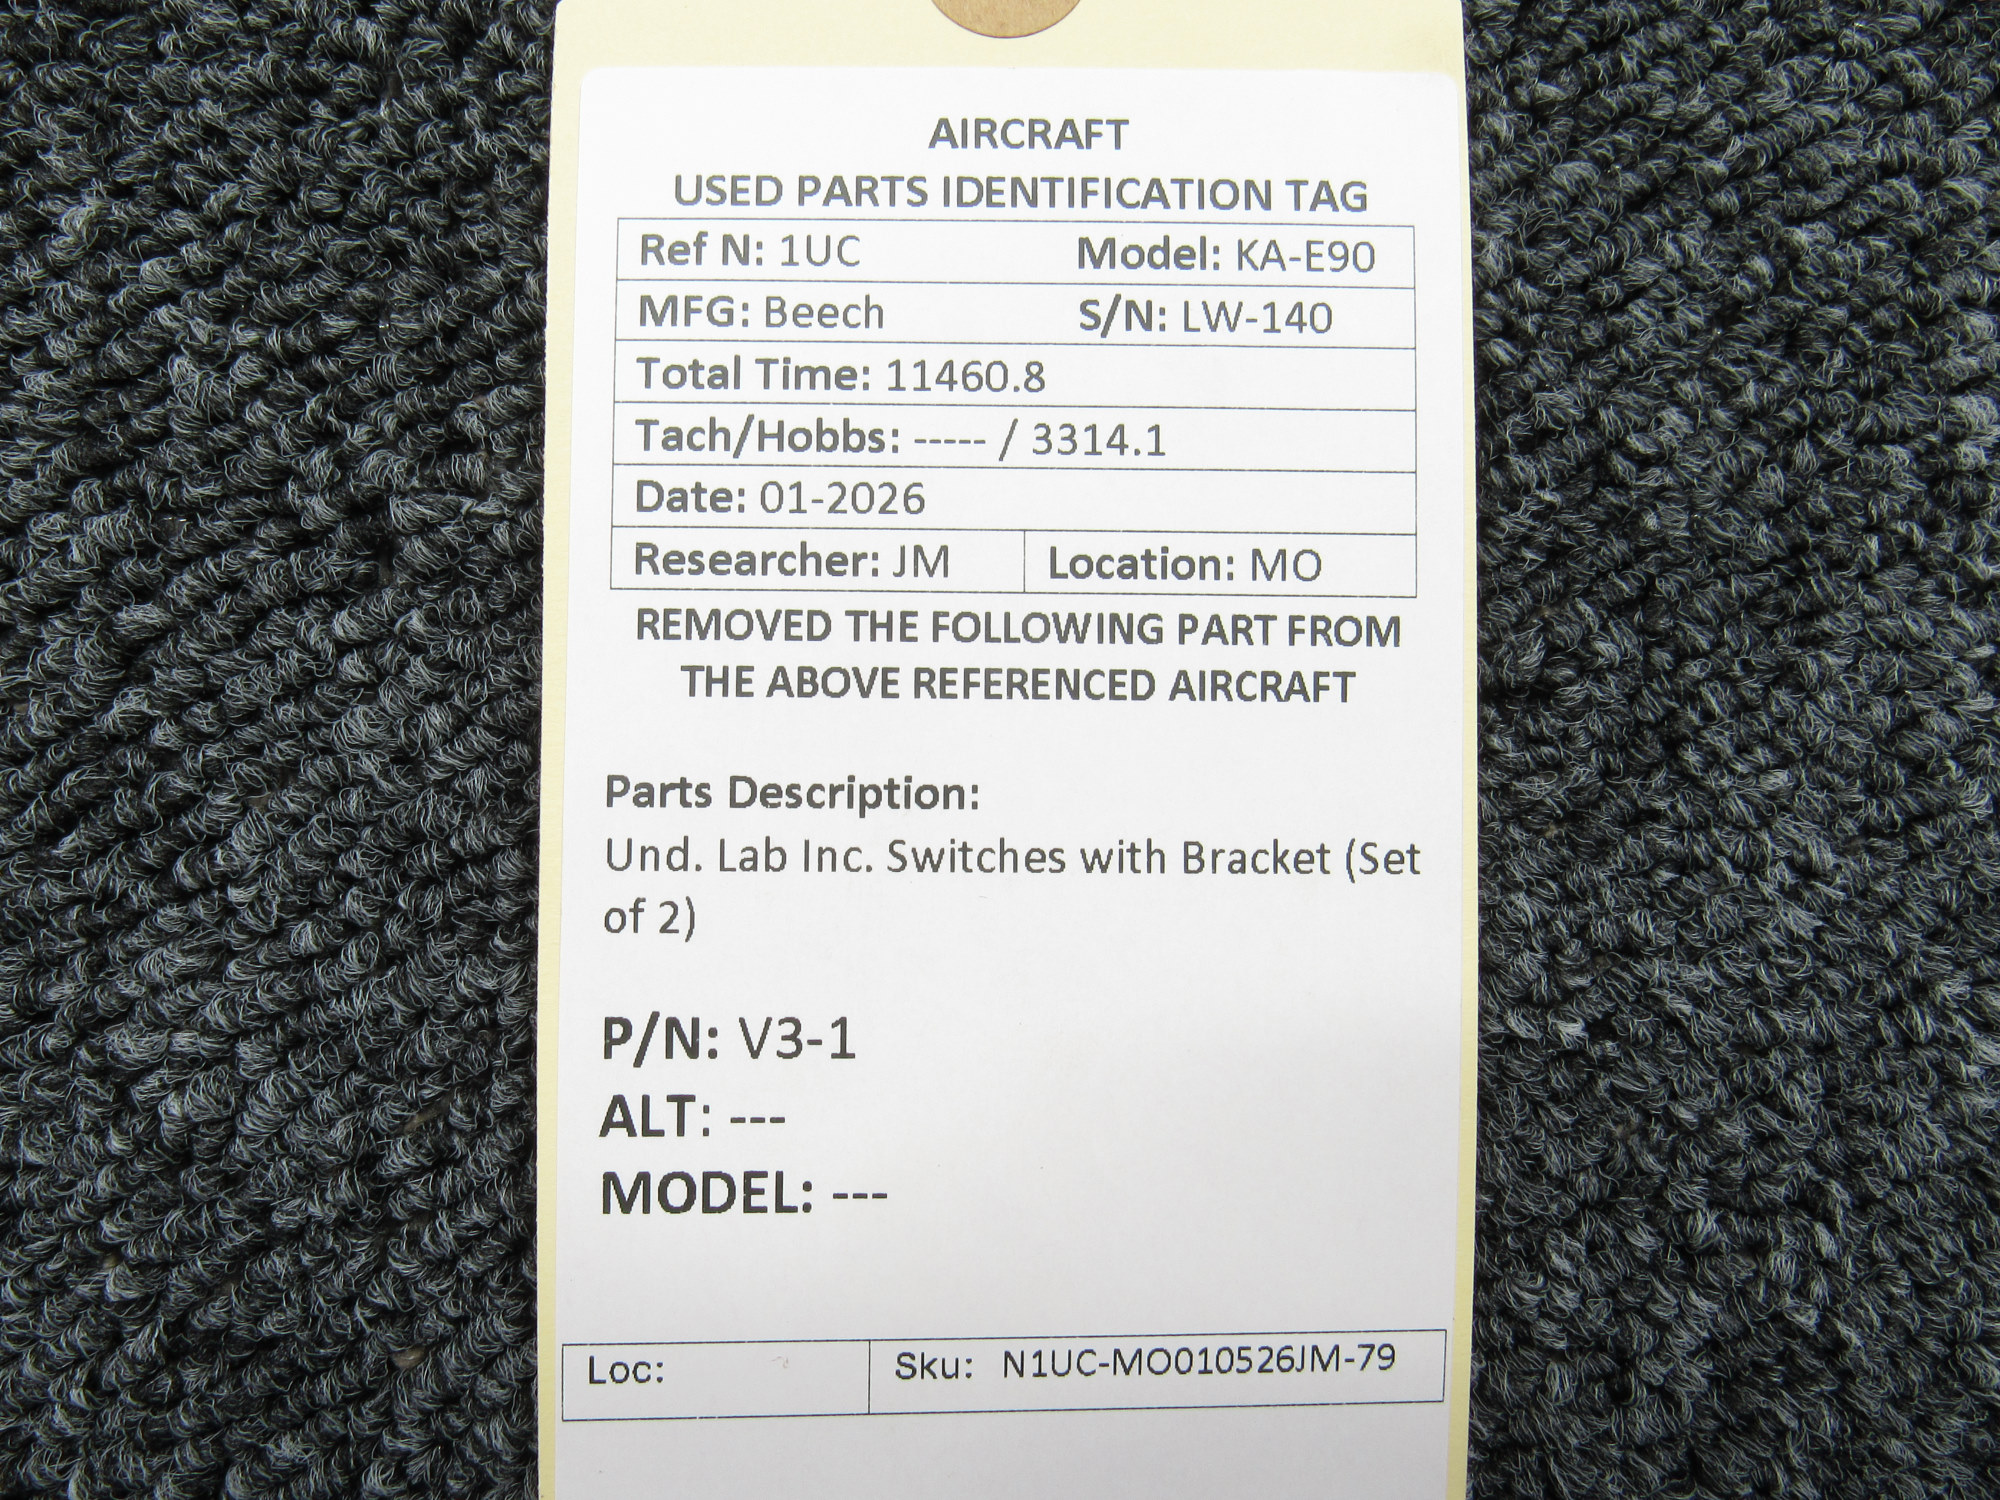 AIRCRAFT
USED PARTS IDENTIFICATION TAG
Ref N: 1UC Model: KA-E90
MFG: Beech S/N: LW-140
Total Time: 11460.8
Tach/Hobbs: ----- / 3314.1
Date: 01-2026
Researcher: JM Location: MO
REMOVED THE FOLLOWING PART FROM
THE ABOVE REFERENCED AIRCRAFT
Parts Description:
Und. Lab Inc. Switches with Bracket (Set
of 2)
P/N: V3-1
ALT: ---
MODEL: ---
Loc: Sku: N1UC-MO010526JM-79